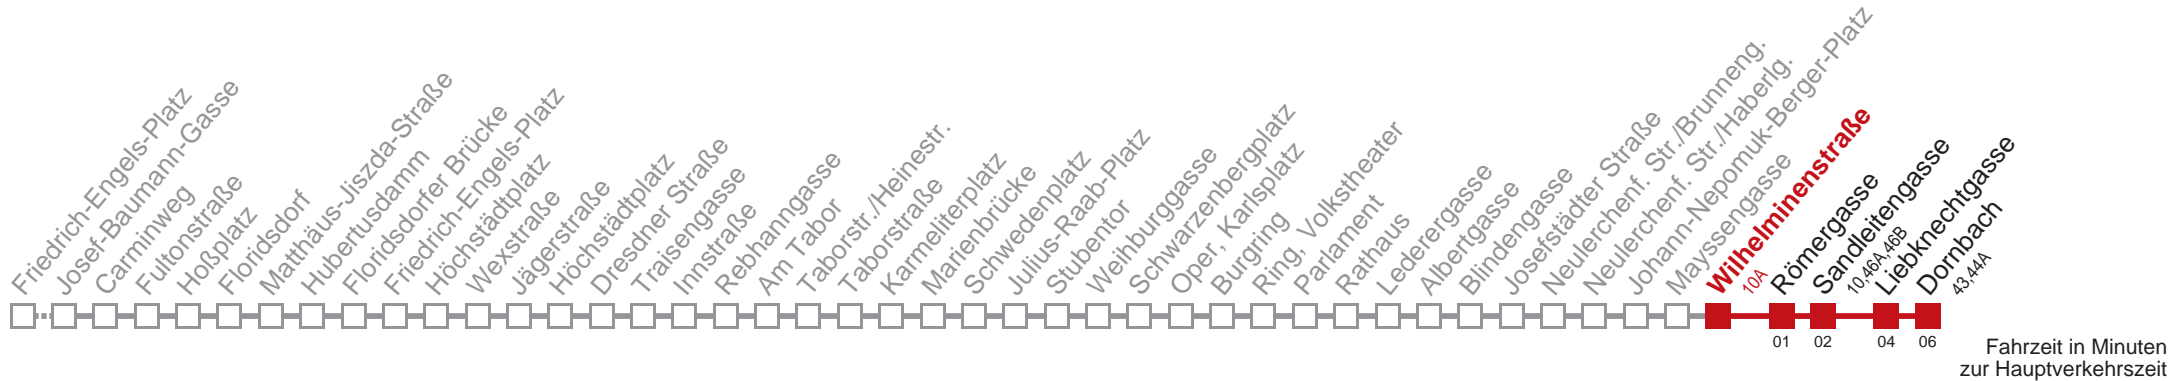 Friedrich-Engels-Platz
Josef-Baumann-Gasse
Carminweg
Fultonstraße
Hoßplatz
Floridsdorf
Matthäus-Jiszda-Straße
Hubertusdamm
Floridsdorfer Brücke
Friedrich-Engels-Platz
Höchstädtplatz
Wexstraße
Jägerstraße
Höchstädtplatz
Dresdner Straße
Traisengasse
Innstraße
Rebhanngasse
Am Tabor
Taborstr./Heinestr.
Taborstraße
Karmeliterplatz
Marienbrücke
Schwedenplatz
Julius-Raab-Platz
Stubentor
Weihburggasse
Schwarzenbergplatz
Oper, Karlsplatz
Burgring
Ring, Volkstheater
Parlament
Rathaus
Lederergasse
Albertgasse
Blindengasse
Josefstädter Straße
Neulerchenf. Str./Brunneng.
Neulerchenf. Str./Haberlg.
Johann-Nepomuk-Berger-Platz
Mayssengasse
Wilhelminenstraße
10A
Römergasse
Sandleitengasse
10,46A,46B
Liebknechtgasse
Dornbach
43,44A
01
02
04
06
Fahrzeit in Minuten
zur Hauptverkehrszeit